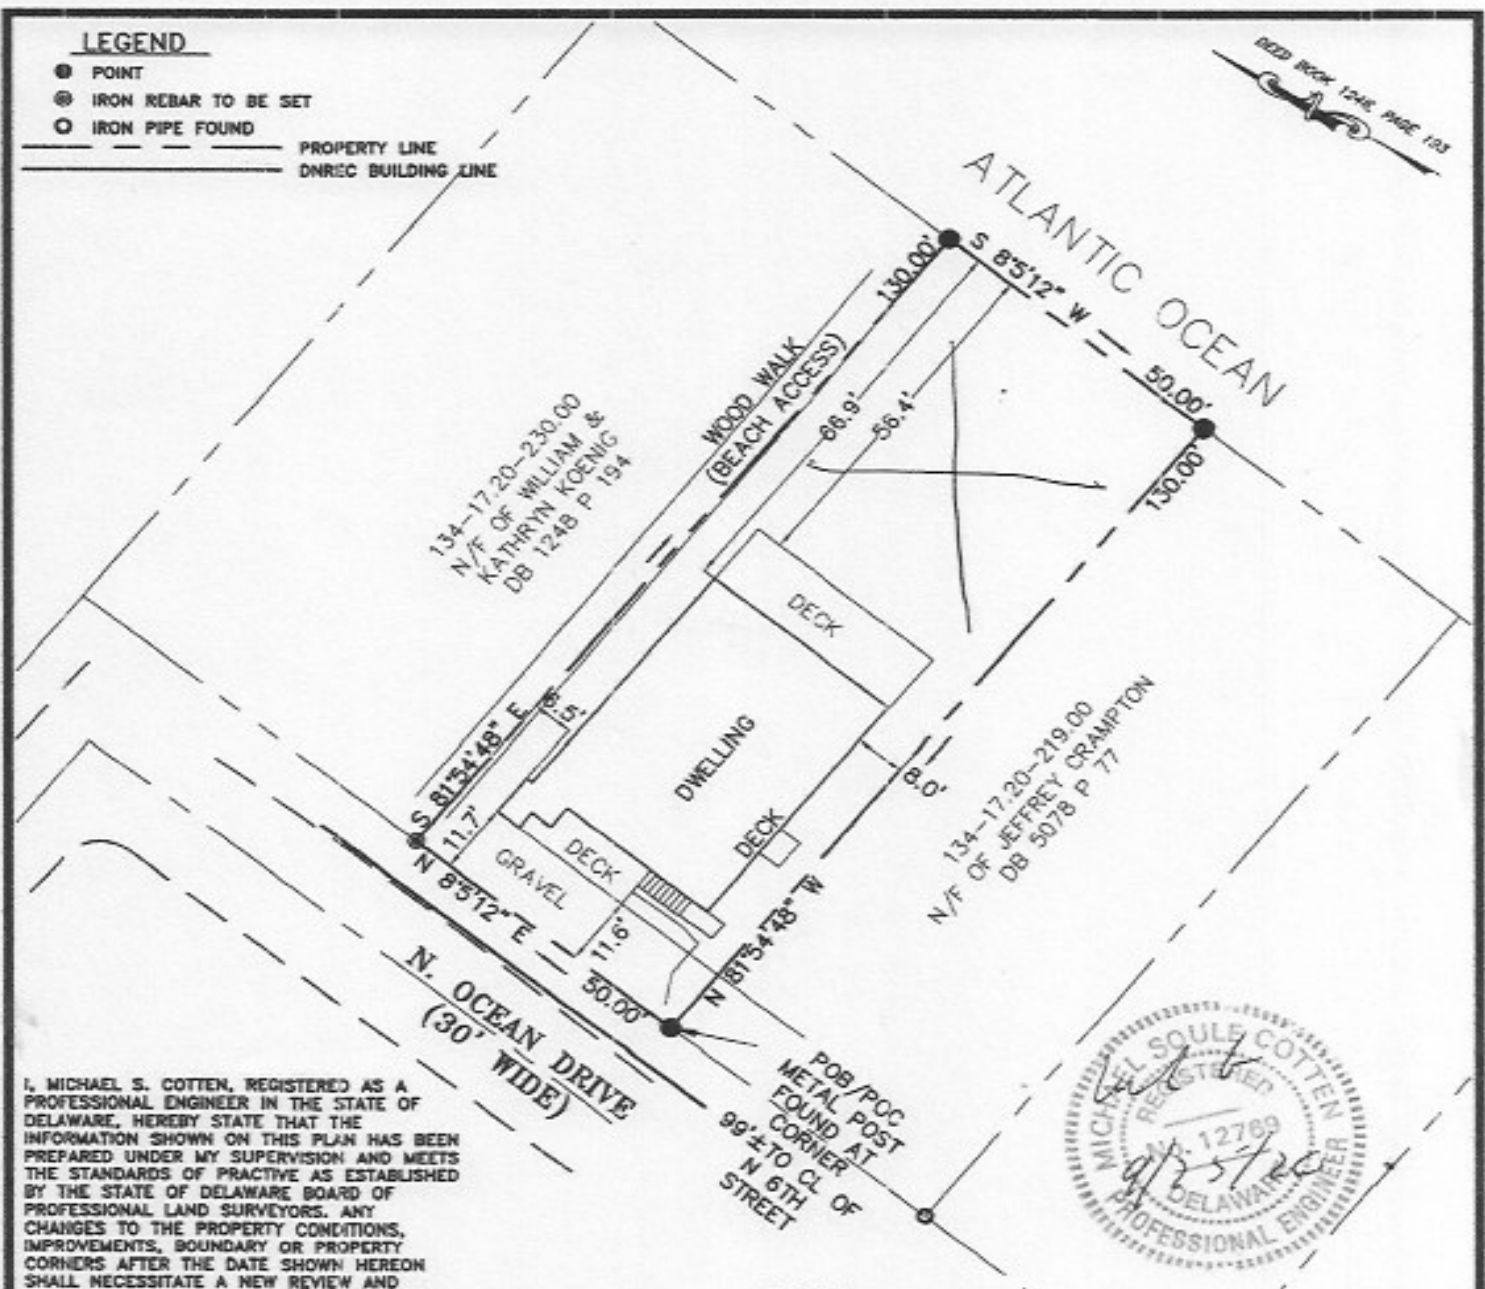 LEGEND
POINT
IRON REBAR TO BE SET
IRON PIPE FOUND
PROPERTY LINE
DNREC BUILDING LINE
DEED BOOK 1248, PAGE 193
ATLANTIC OCEAN
S 8°5'12" W
50.00'
130.00'
130.00'
WOOD WALK
(BEACH ACCESS)
66.9'
56.4'
134-17.20-230.00
N/F OF WILLIAM &
KATHRYN KOENIG
DB 1248 P 194
DECK
DWELLING
6.5'
S 81°54'48" E
8.0'
134-17.20-219.00
N/F OF JEFFREY CRAMPTON
DB 5078 P 77
11.7'
DECK
DECK
GRAVEL
N 8°5'12" E
50.00'
11.6'
N 81°54'48" W
N. OCEAN DRIVE
(30' WIDE)
POB/POC
METAL POST
FOUND AT
CORNER
99'± TO CL OF
N 6TH
STREET
MICHAEL SOULE COTTEN
REGISTERED
No. 12769
DELAWARE
PROFESSIONAL ENGINEER
I, MICHAEL S. COTTEN, REGISTERED AS A
PROFESSIONAL ENGINEER IN THE STATE OF
DELAWARE, HEREBY STATE THAT THE
INFORMATION SHOWN ON THIS PLAN HAS BEEN
PREPARED UNDER MY SUPERVISION AND MEETS
THE STANDARDS OF PRACTIVE AS ESTABLISHED
BY THE STATE OF DELAWARE BOARD OF
PROFESSIONAL LAND SURVEYORS. ANY
CHANGES TO THE PROPERTY CONDITIONS,
IMPROVEMENTS, BOUNDARY OR PROPERTY
CORNERS AFTER THE DATE SHOWN HEREON
SHALL NECESSITATE A NEW REVIEW AND